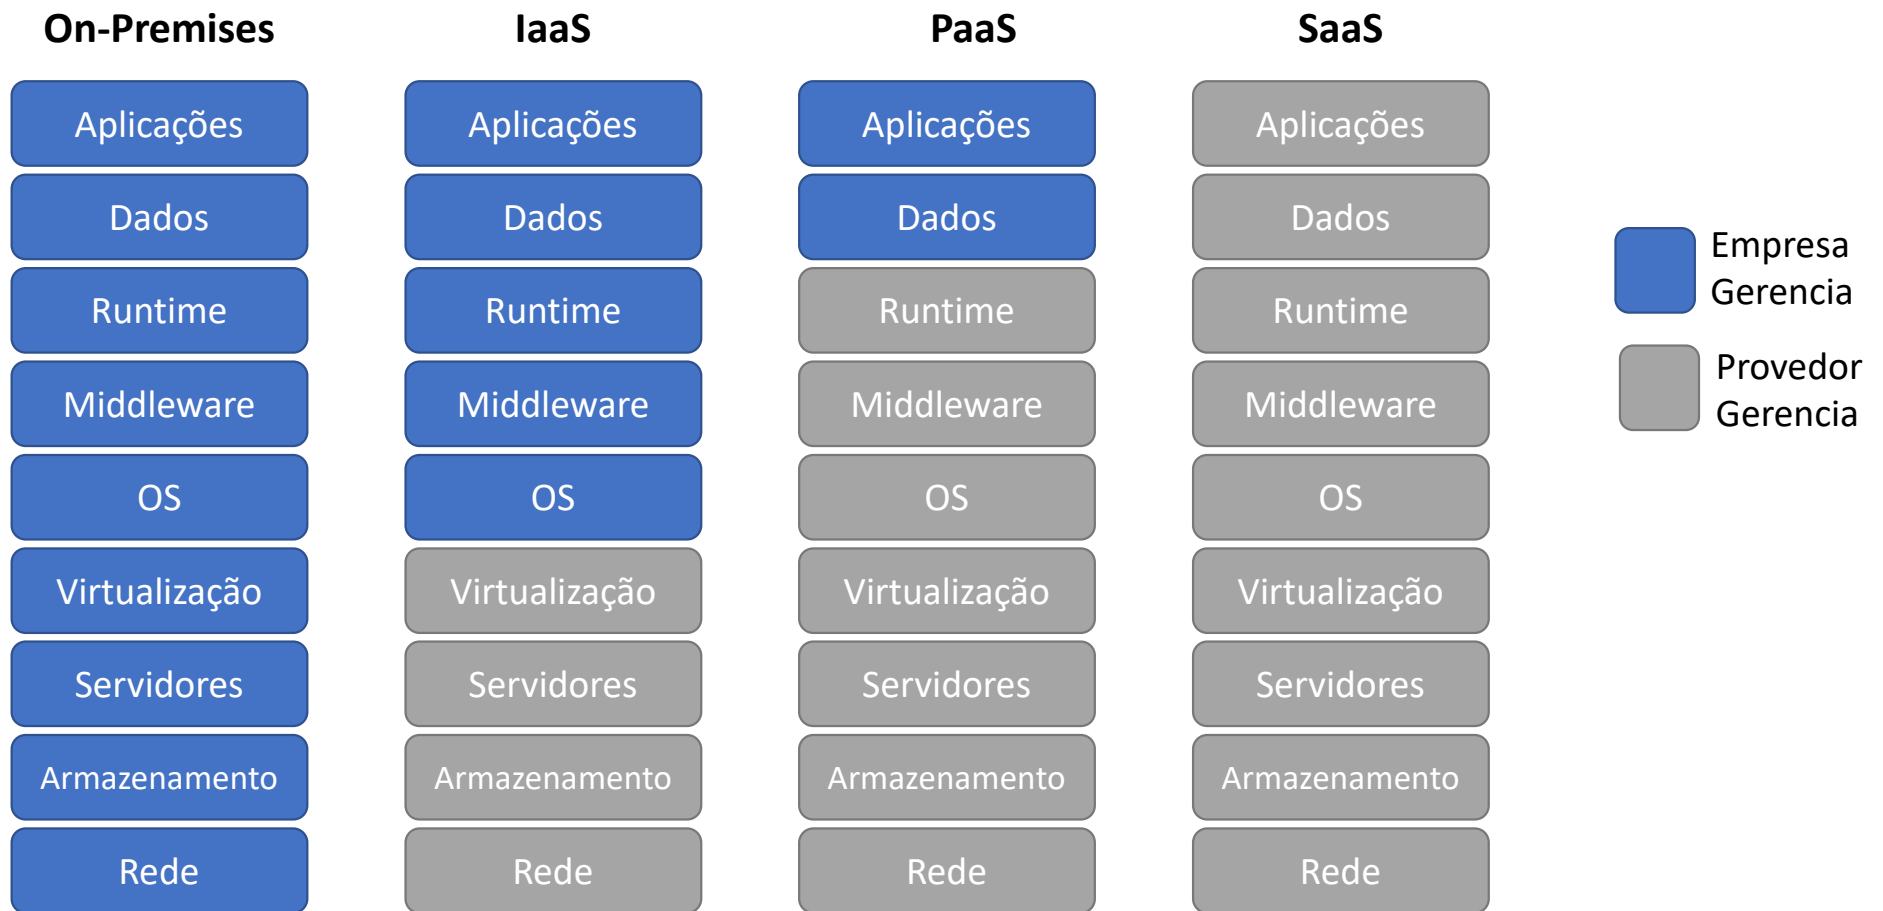 On-Premises
IaaS
PaaS
SaaS
Aplicações
Aplicações
Aplicações
Aplicações
Dados
Dados
Dados
Dados
Runtime
Runtime
Runtime
Runtime
Middleware
Middleware
Middleware
Middleware
OS
OS
OS
OS
Virtualização
Virtualização
Virtualização
Virtualização
Servidores
Servidores
Servidores
Servidores
Armazenamento
Armazenamento
Armazenamento
Armazenamento
Rede
Rede
Rede
Rede
Empresa
Gerencia
Provedor
Gerencia